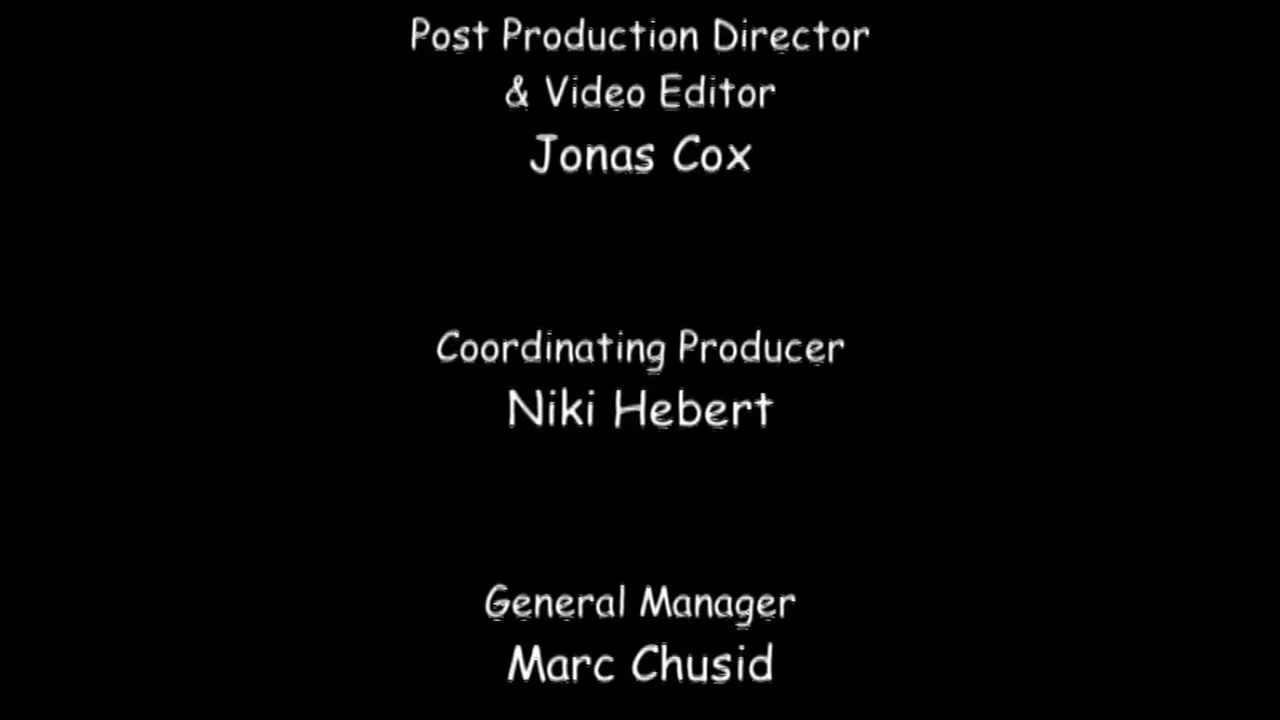 Post Production Director
& Video Editor
Jonas Cox
Coordinating Producer
Niki Hebert
General Manager
Marc Chusid